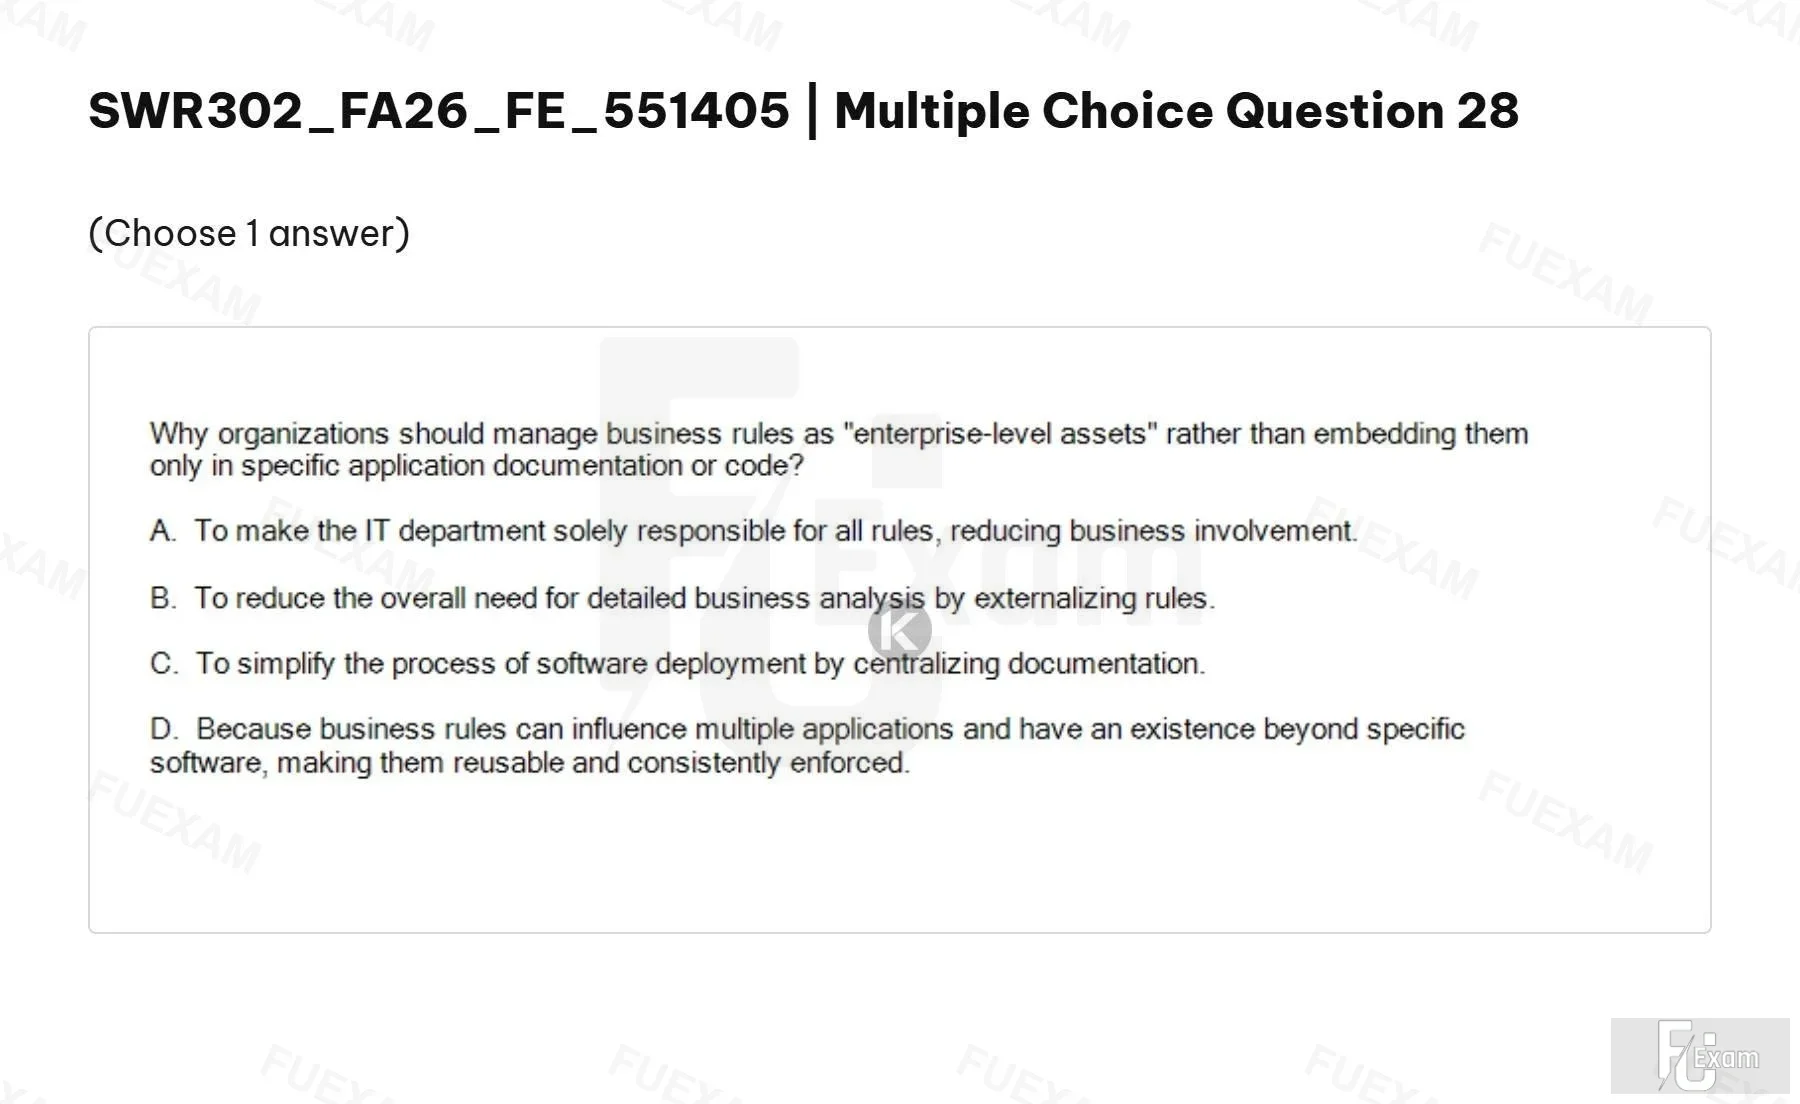 SWR302_FA26_FE_551405 | Multiple Choice Question 28
(Choose 1 answer)
Why organizations should manage business rules as "enterprise-level assets" rather than embedding them
only in specific application documentation or code?
A. To make the IT department solely responsible for all rules, reducing business involvement.
B. To reduce the overall need for detailed business analysis by externalizing rules.
C. To simplify the process of software deployment by centralizing documentation.
D. Because business rules can influence multiple applications and have an existence beyond specific
software, making them reusable and consistently enforced.
FUEXAM
FU Exam
K